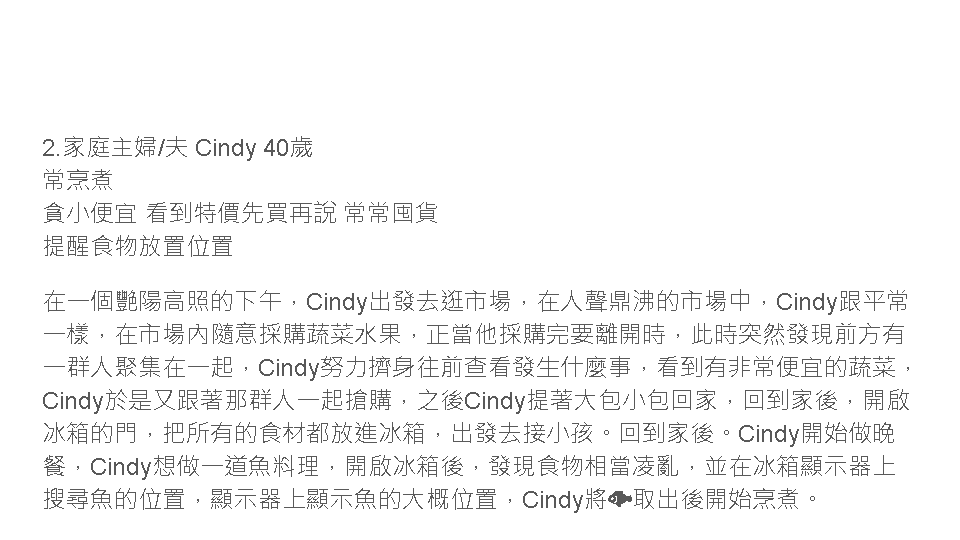 2.家庭主婦/夫 Cindy 40歲
常烹煮
貪小便宜 看到特價先買再說 常常囤貨
提醒食物放置位置
在一個艷陽高照的下午，Cindy出發去逛市場，在人聲鼎沸的市場中，Cindy跟平常
一樣，在市場內隨意採購蔬菜水果，正當他採購完要離開時，此時突然發現前方有
一群人聚集在一起，Cindy努力擠身往前查看發生什麼事，看到有非常便宜的蔬菜，
Cindy於是又跟著那群人一起搶購，之後Cindy提著大包小包回家，回到家後，開啟
冰箱的門，把所有的食材都放進冰箱，出發去接小孩。回到家後。Cindy開始做晚
餐，Cindy想做一道魚料理，開啟冰箱後，發現食物相當凌亂，並在冰箱顯示器上
搜尋魚的位置，顯示器上顯示魚的大概位置，Cindy將🐟取出後開始烹煮。